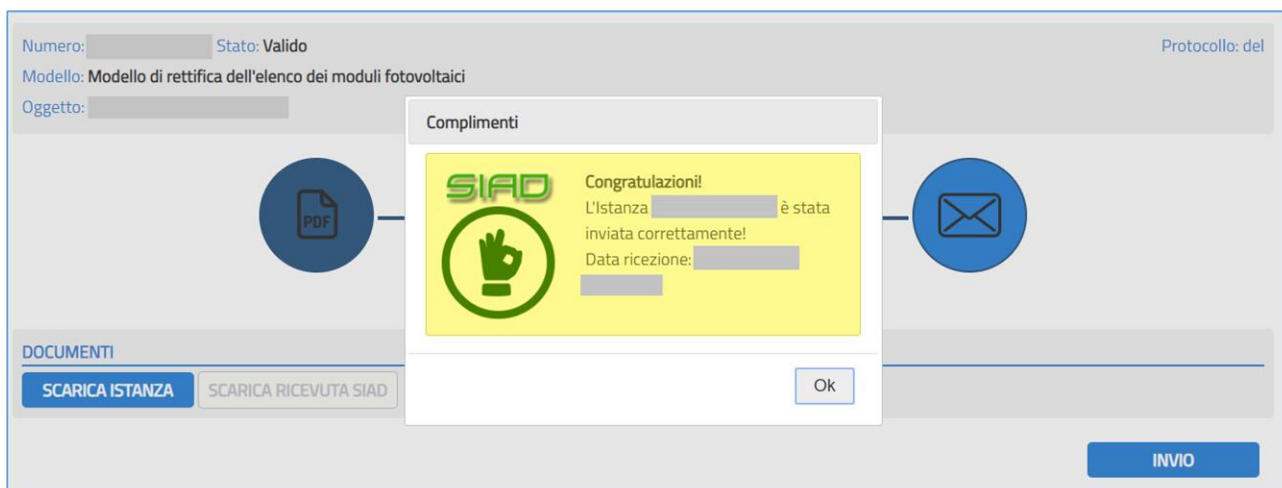 Numero: Stato: Valido Protocollo: del
Modello: Modello di rettifica dell'elenco dei moduli fotovoltaici
Oggetto:
Complimenti
SIAD
Congratulazioni!
L'Istanza è stata
inviata correttamente!
Data ricezione:
PDF
DOCUMENTI
SCARICA ISTANZA SCARICA RICEVUTA SIAD
Ok
INVIO